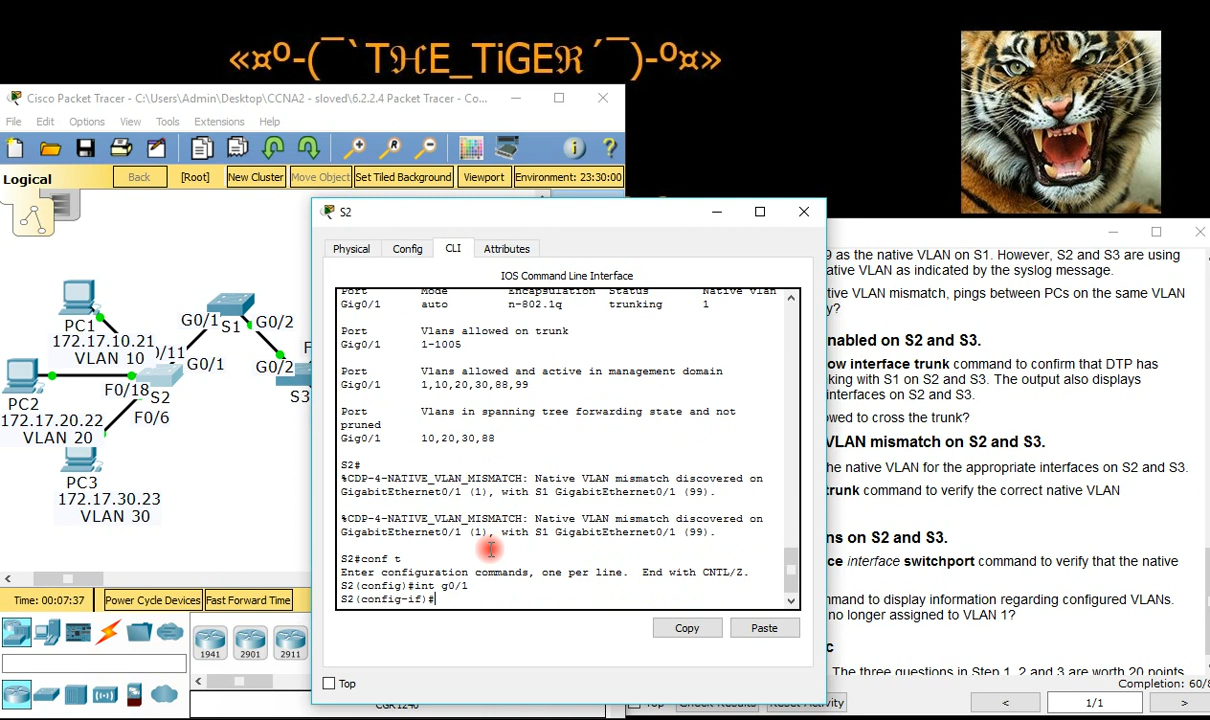 «¤º-(¯`TℋE_TiGEℜ´¯)-º¤»
Cisco Packet Tracer - C:\Users\Admin\Desktop\CCNA2 - sloved\6.2.2.4 Packet Tracer - Co...
File Edit Options View Tools Extensions Help
Logical
Back
[Root]
New Cluster
Move Object
Set Tiled Background
Viewport
Environment: 23:30:00
PC1
172.17.10.21
VLAN 10
PC2
172.17.20.22
VLAN 20
PC3
172.17.30.23
VLAN 30
G0/1
S1
G0/2
0/11
G0/1
F0/18
S2
F0/6
G0/2
F
S3
S2
Physical
Config
CLI
Attributes
IOS Command Line Interface
Port Mode Encapsulation Status Native vlan
Gig0/1 auto n-802.1q trunking 1
Port Vlans allowed on trunk
Gig0/1 1-1005
Port Vlans allowed and active in management domain
Gig0/1 1,10,20,30,88,99
Port Vlans in spanning tree forwarding state and not
pruned
Gig0/1 10,20,30,88
S2#
%CDP-4-NATIVE_VLAN_MISMATCH: Native VLAN mismatch discovered on
GigabitEthernet0/1 (1), with S1 GigabitEthernet0/1 (99).
%CDP-4-NATIVE_VLAN_MISMATCH: Native VLAN mismatch discovered on
GigabitEthernet0/1 (1), with S1 GigabitEthernet0/1 (99).
S2#conf t
Enter configuration commands, one per line. End with CNTL/Z.
S2(config)#int g0/1
S2(config-if)#
Copy
Paste
Top
9 as the native VLAN on S1. However, S2 and S3 are using
ative VLAN as indicated by the syslog message.
tive VLAN mismatch, pings between PCs on the same VLAN
y?
nabled on S2 and S3.
ow interface trunk command to confirm that DTP has
king with S1 on S2 and S3. The output also displays
interfaces on S2 and S3.
owed to cross the trunk?
VLAN mismatch on S2 and S3.
he native VLAN for the appropriate interfaces on S2 and S3.
trunk command to verify the correct native VLAN
ns on S2 and S3.
ce interface switchport command to verify that the native
mmand to display information regarding configured VLANs.
no longer assigned to VLAN 1?
c
The three questions in Step 1, 2 and 3 are worth 20 points
Completion: 60/8
Top
Check Results
Reset Activity
<
1/1
>
Time: 00:07:37
Power Cycle Devices
Fast Forward Time
1941
2901
2911
CGR1240